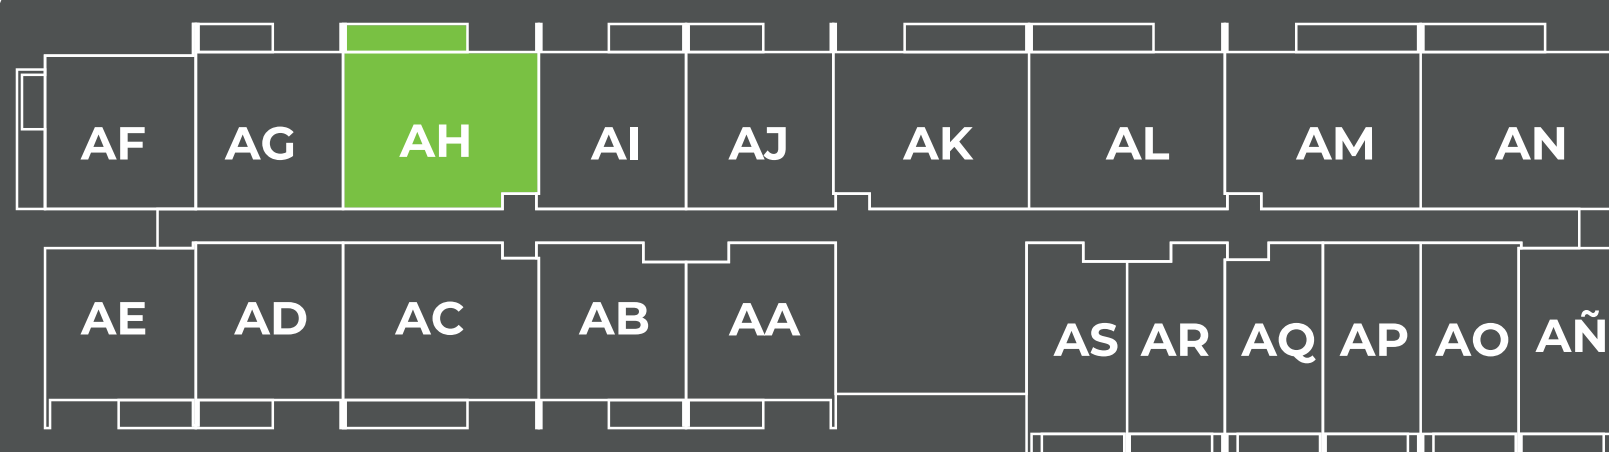 AF AG AH AI AJ AK AL AM AN
AE AD AC AB AA AS AR AQ AP AO AÑ